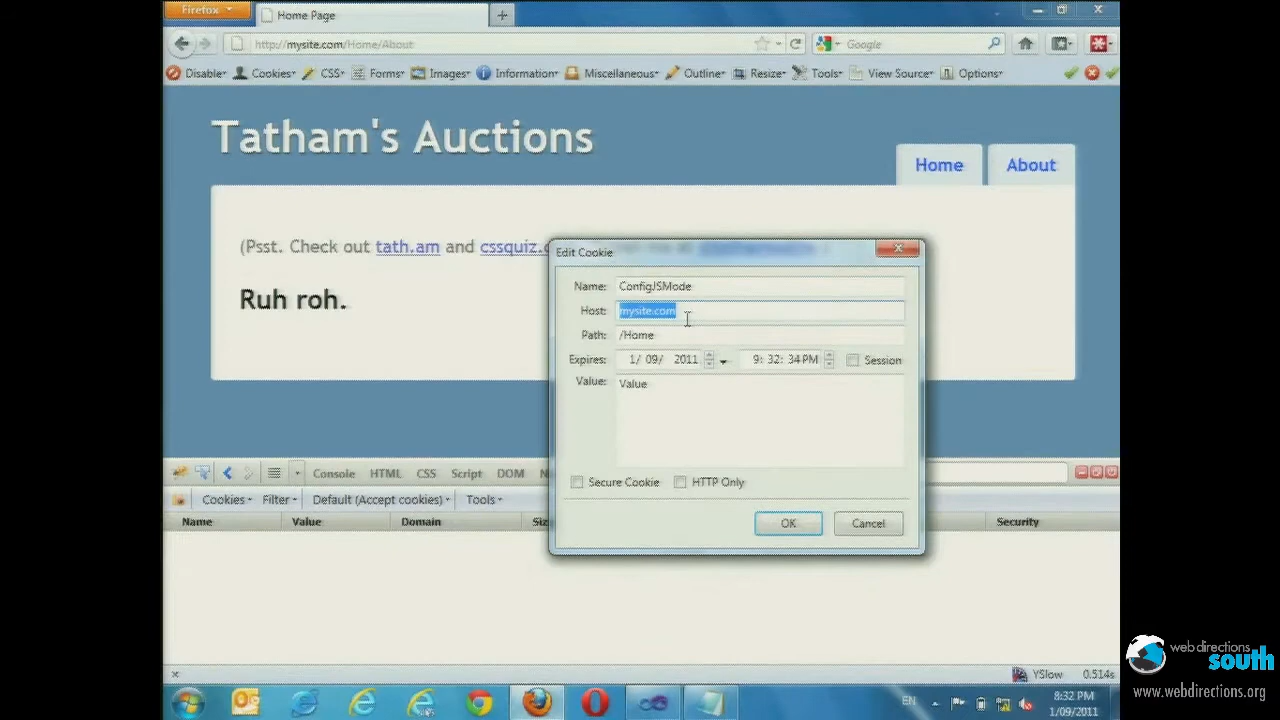 Firefox
Home Page
http://mysite.com/Home/About
Google
Disable
Cookies
CSS
Forms
Images
Information
Miscellaneous
Outline
Resize
Tools
View Source
Options
Tatham's Auctions
Home
About
(Psst. Check out tath.am and cssquiz.
Ruh roh.
Edit Cookie
Name: ConfigJSMode
Host: mysite.com
Path: /Home
Expires: 1/ 09/ 2011 9: 32: 34 PM Session
Value: Value
Secure Cookie HTTP Only
OK Cancel
Console HTML CSS Script DOM
Cookies Filter Default (Accept cookies) Tools
Name Value Domain Security
YSlow 0.514s
EN
8:32 PM
1/09/2011
web directions
south
www.webdirections.org